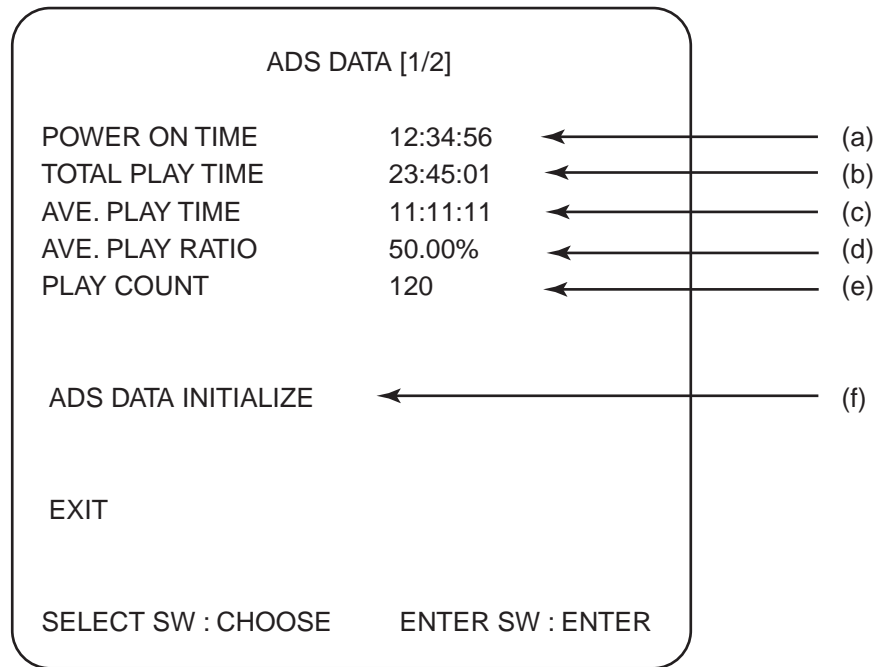 ADS DATA [1/2]
POWER ON TIME 12:34:56 (a)
TOTAL PLAY TIME 23:45:01 (b)
AVE. PLAY TIME 11:11:11 (c)
AVE. PLAY RATIO 50.00% (d)
PLAY COUNT 120 (e)
ADS DATA INITIALIZE (f)
EXIT
SELECT SW : CHOOSE ENTER SW : ENTER